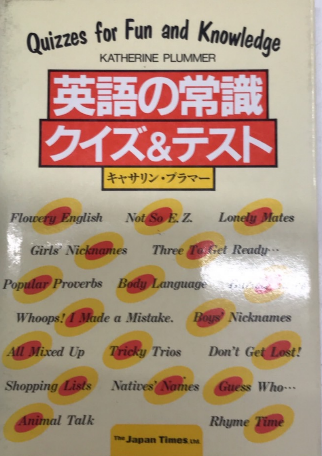 Quizzes for Fun and Knowledge
KATHERINE PLUMMER
英語の常識
クイズ&テスト
キャサリン・プラマー
Flowery English Not So E. Z. Lonely Mates
Girls' Nicknames Three To Get Ready…
Popular Proverbs Body Language
Whoops! I Made a Mistake. Boys' Nicknames
All Mixed Up Tricky Trios Don't Get Lost!
Shopping Lists Natives' Names Guess Who…
Animal Talk Rhyme Time
The Japan Times, Ltd.